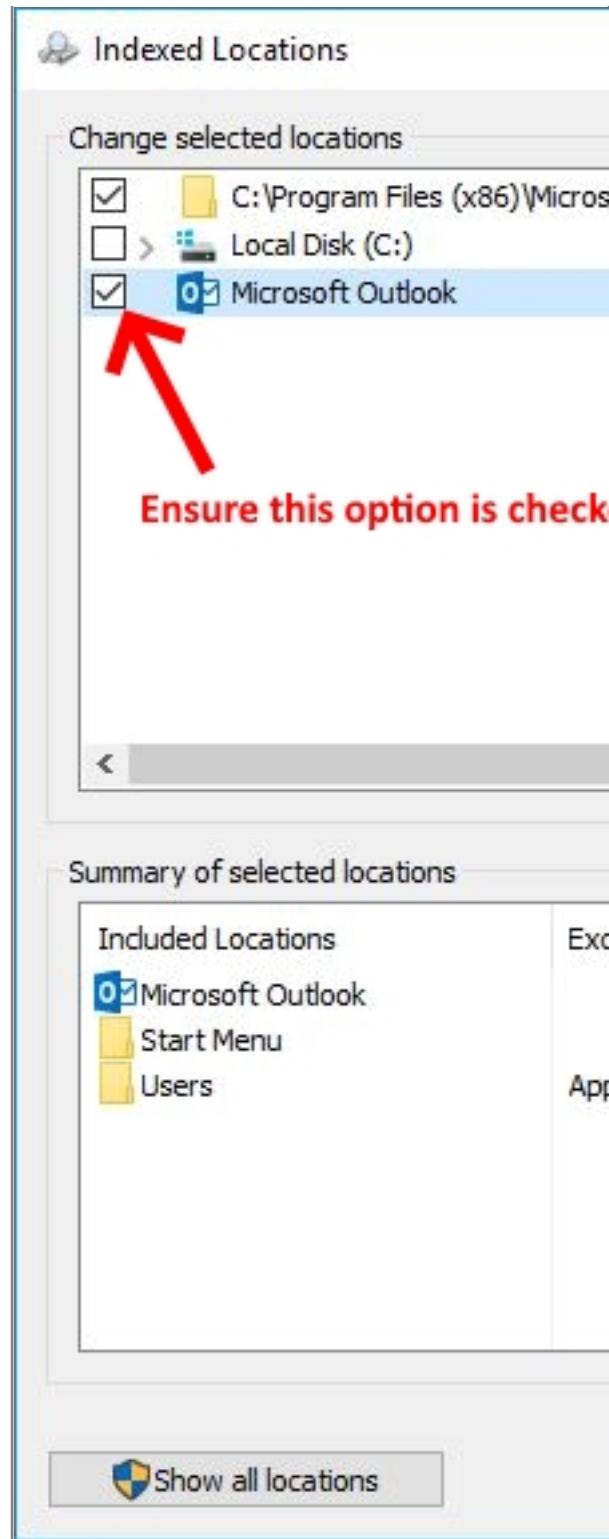 Indexed Locations
Change selected locations
C:\Program Files (x86)\Micros
Local Disk (C:)
Microsoft Outlook
Ensure this option is check
Summary of selected locations
Included Locations
Exc
Microsoft Outlook
Start Menu
Users
App
Show all locations